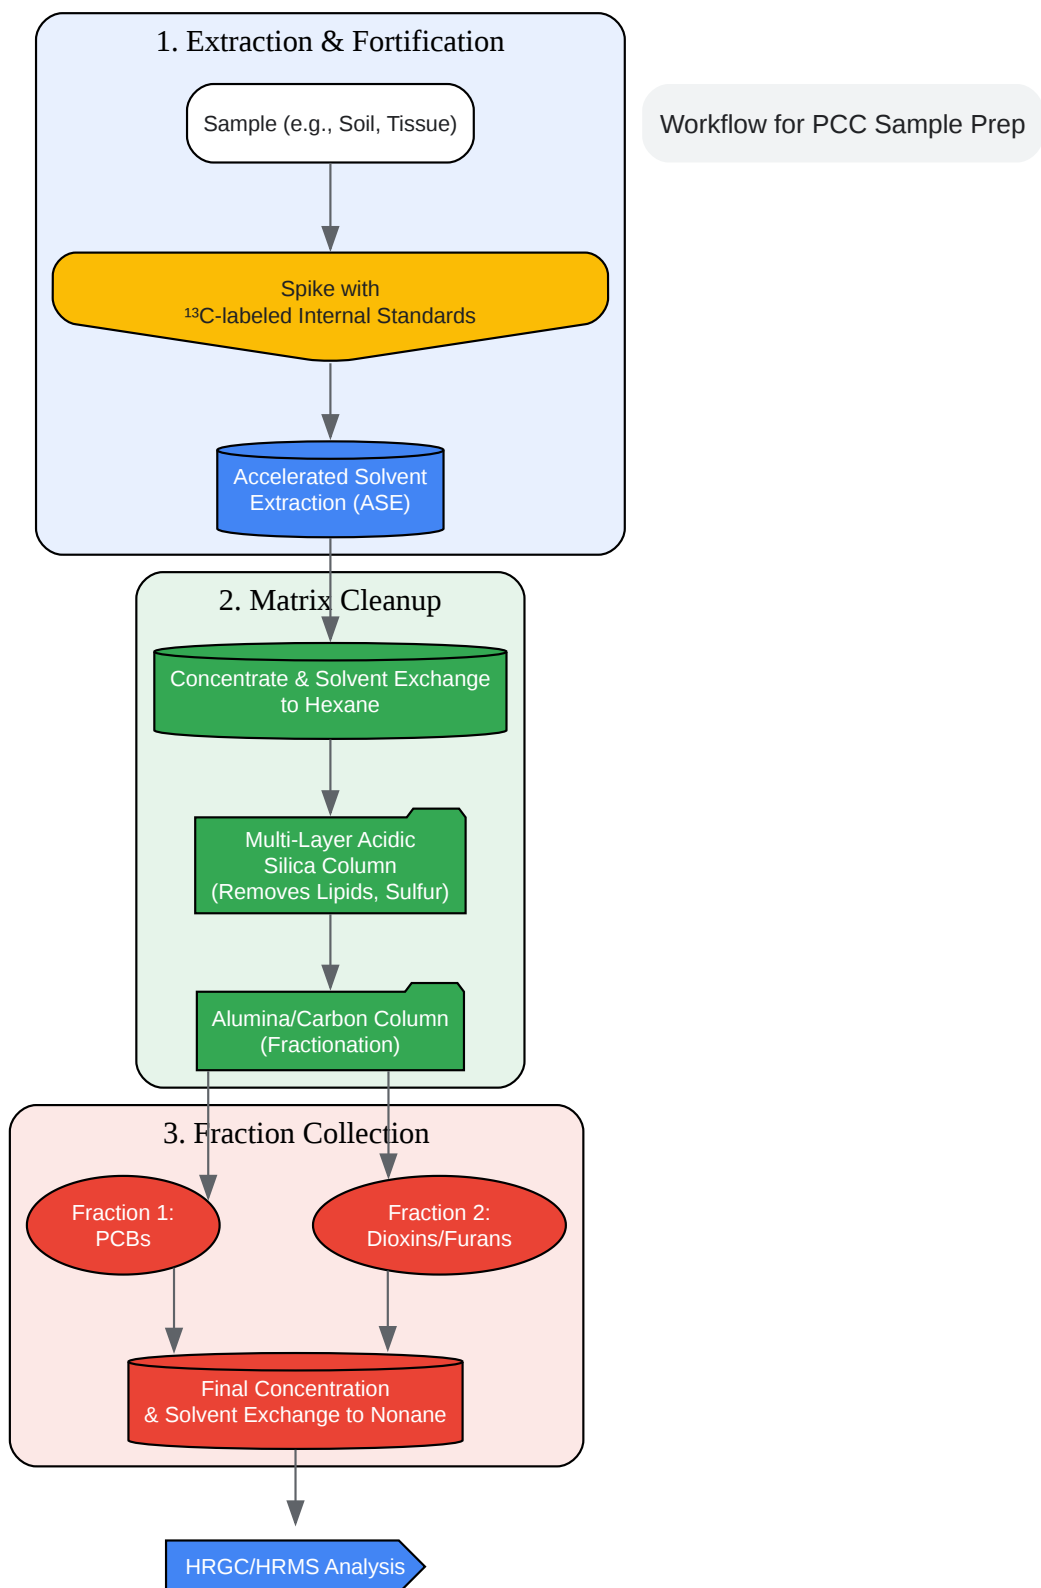 1. Extraction & Fortification
Sample (e.g., Soil, Tissue)
Workflow for PCC Sample Prep
Spike with
¹³C-labeled Internal Standards
Accelerated Solvent
Extraction (ASE)
2. Matrix Cleanup
Concentrate & Solvent Exchange
to Hexane
Multi-Layer Acidic
Silica Column
(Removes Lipids, Sulfur)
Alumina/Carbon Column
(Fractionation)
3. Fraction Collection
Fraction 1:
PCBs
Fraction 2:
Dioxins/Furans
Final Concentration
& Solvent Exchange to Nonane
HRGC/HRMS Analysis